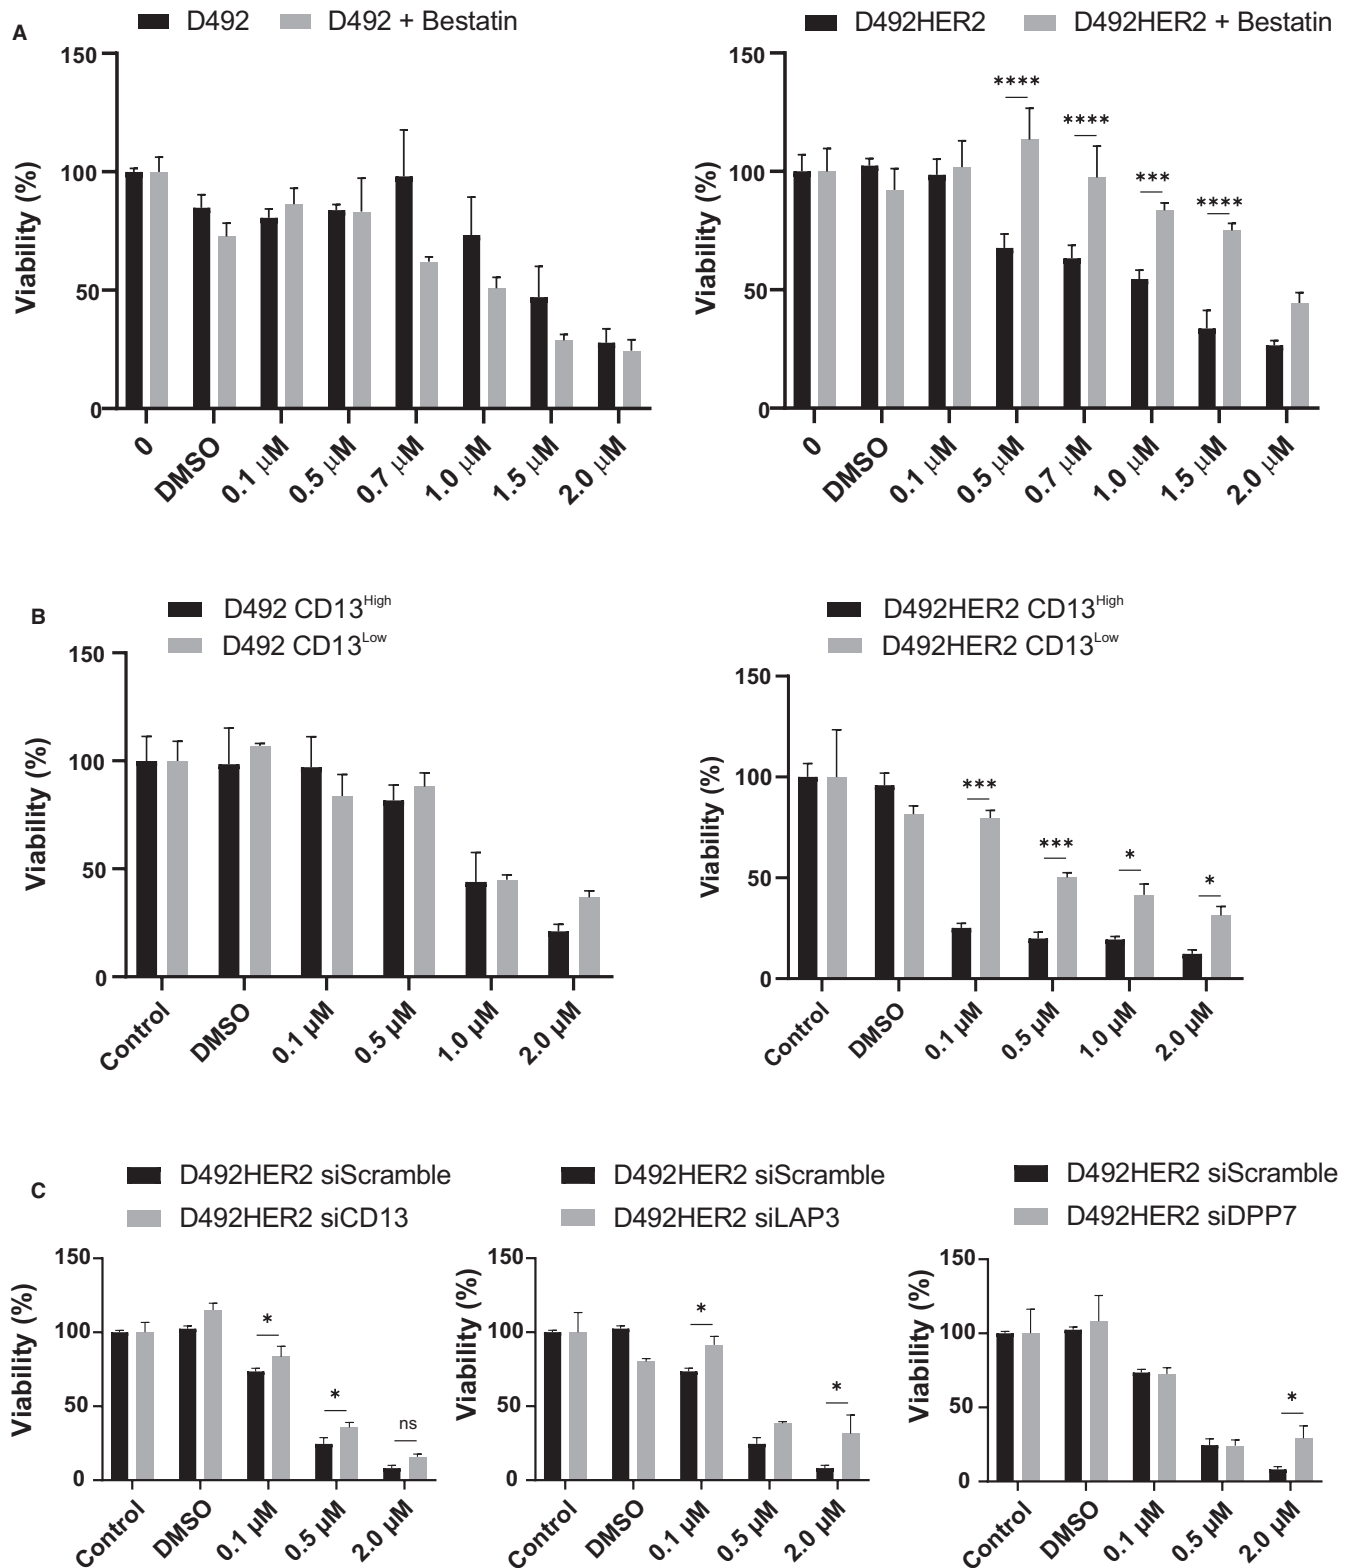 A
D492 D492 + Bestatin
150
100
50
0
Viability (%)
0 DMSO 0.1 μM 0.5 μM 0.7 μM 1.0 μM 1.5 μM 2.0 μM
D492HER2 D492HER2 + Bestatin
150
100
50
0
Viability (%)
**** **** *** ****
0 DMSO 0.1 μM 0.5 μM 0.7 μM 1.0 μM 1.5 μM 2.0 μM
B
D492 CD13High
D492 CD13Low
150
100
50
0
Viability (%)
Control DMSO 0.1 μM 0.5 μM 1.0 μM 2.0 μM
D492HER2 CD13High
D492HER2 CD13Low
150
100
50
0
Viability (%)
*** *** * *
Control DMSO 0.1 μM 0.5 μM 1.0 μM 2.0 μM
C
D492HER2 siScramble
D492HER2 siCD13
150
100
50
0
Viability (%)
* * ns
Control DMSO 0.1 μM 0.5 μM 2.0 μM
D492HER2 siScramble
D492HER2 siLAP3
150
100
50
0
Viability (%)
* *
Control DMSO 0.1 μM 0.5 μM 2.0 μM
D492HER2 siScramble
D492HER2 siDPP7
150
100
50
0
Viability (%)
*
Control DMSO 0.1 μM 0.5 μM 2.0 μM